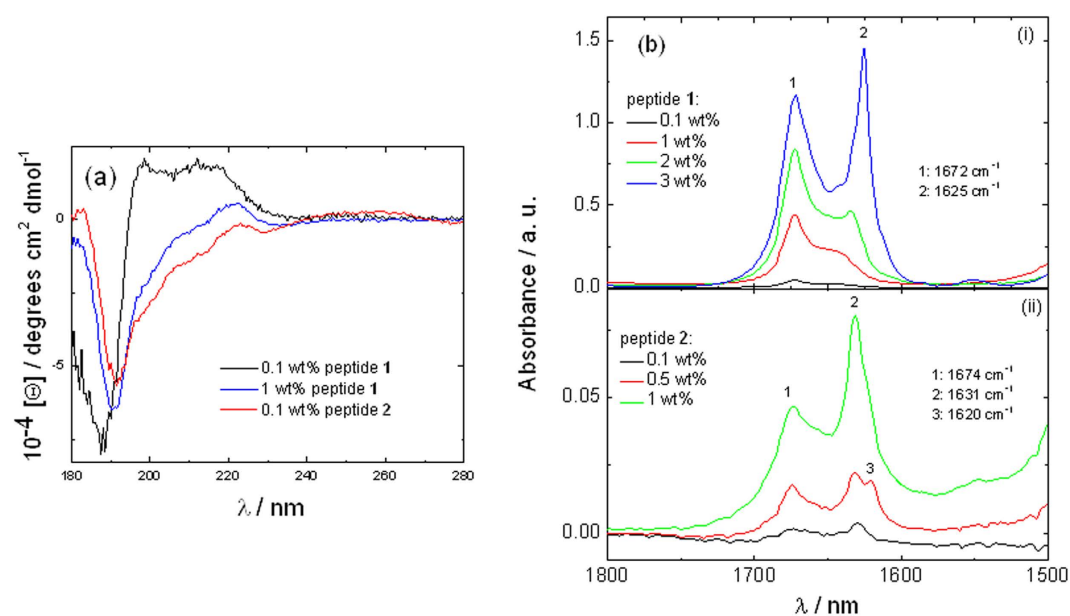 (a)
10⁻⁴ [Θ] / degrees cm² dmol⁻¹
0
-5
0.1 wt% peptide 1
1 wt% peptide 1
0.1 wt% peptide 2
180 200 220 240 260 280
λ / nm
(b)
(i)
Absorbance / a. u.
1.5
1.0
0.5
0.0
1
2
peptide 1:
0.1 wt%
1 wt%
2 wt%
3 wt%
1: 1672 cm⁻¹
2: 1625 cm⁻¹
(ii)
0.05
0.00
1
2
3
peptide 2:
0.1 wt%
0.5 wt%
1 wt%
1: 1674 cm⁻¹
2: 1631 cm⁻¹
3: 1620 cm⁻¹
1800 1700 1600 1500
λ / nm